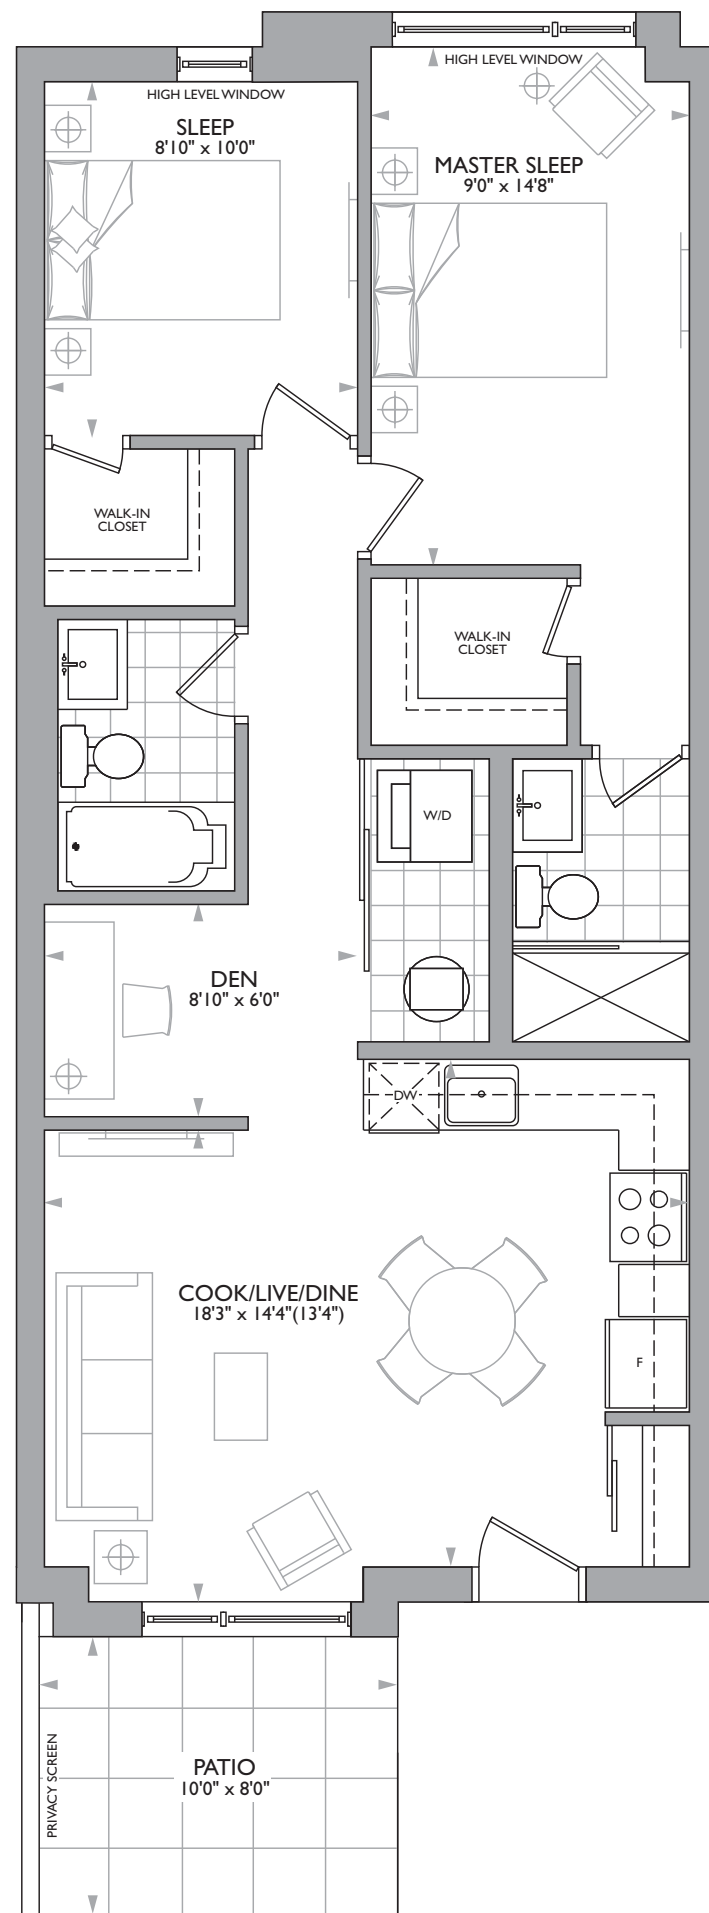 HIGH LEVEL WINDOW
HIGH LEVEL WINDOW
SLEEP
8'10" x 10'0"
MASTER SLEEP
9'0" x 14'8"
WALK-IN
CLOSET
WALK-IN
CLOSET
W/D
DEN
8'10" x 6'0"
DW
COOK/LIVE/DINE
18'3" x 14'4"(13'4")
F
PRIVACY SCREEN
PATIO
10'0" x 8'0"